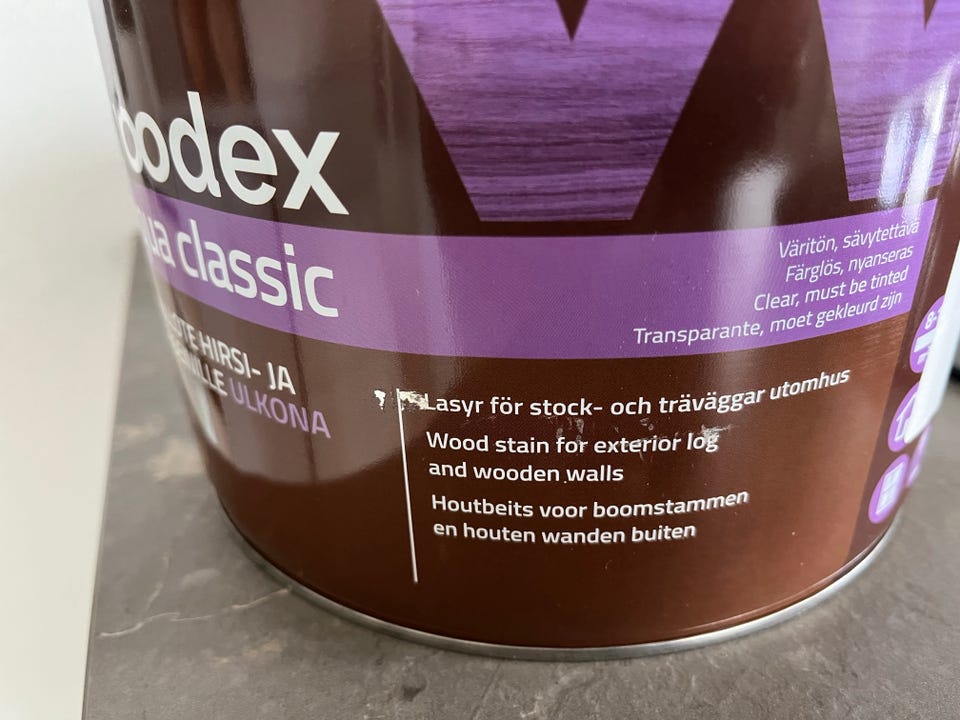 oodex
ua classic
Väritön, sävytettävä
Färglös, nyanseras
Clear, must be tinted
Transparante, moet gekleurd zijn
HIRSI- JA
ULKONA
Lasyr för stock- och träväggar utomhus
Wood stain for exterior log
and wooden walls
Houtbeits voor boomstammen
en houten wanden buiten